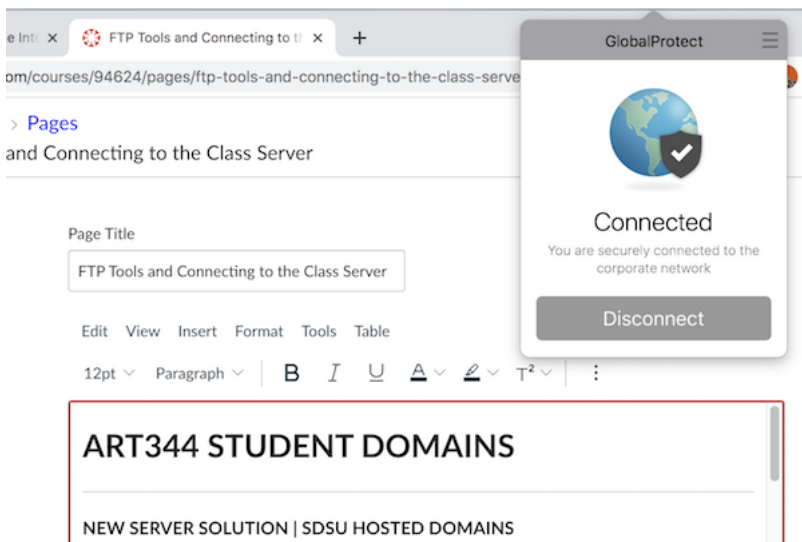 e Int
FTP Tools and Connecting to t
om/courses/94624/pages/ftp-tools-and-connecting-to-the-class-serve
GlobalProtect
Connected
You are securely connected to the
corporate network
Disconnect
> Pages
and Connecting to the Class Server
Page Title
FTP Tools and Connecting to the Class Server
Edit View Insert Format Tools Table
12pt Paragraph B I U A T²
ART344 STUDENT DOMAINS
NEW SERVER SOLUTION | SDSU HOSTED DOMAINS